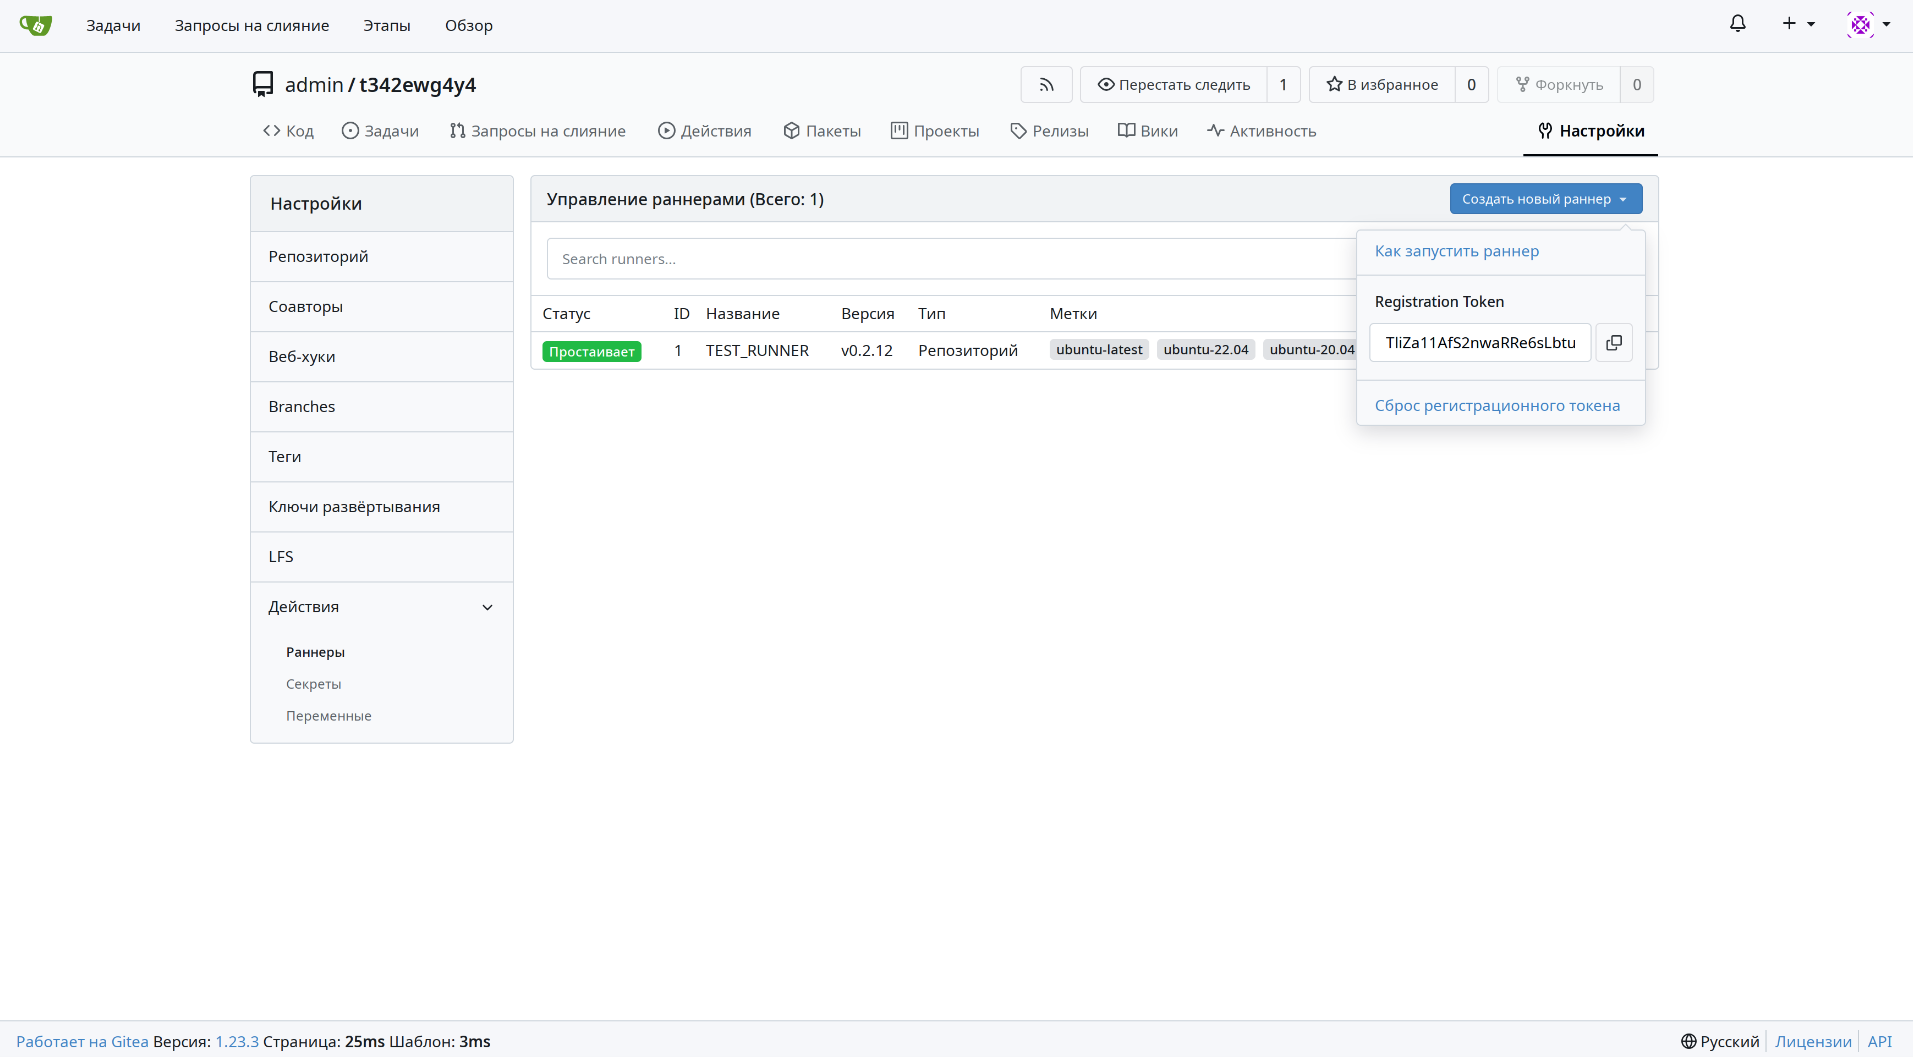 Задачи Запросы на слияние Этапы Обзор
admin / t342ewg4y4
Перестать следить 1 В избранное 0 Форкнуть 0
Код Задачи Запросы на слияние Действия Пакеты Проекты Релизы Вики Активность Настройки
Настройки
Репозиторий
Соавторы
Веб-хуки
Branches
Теги
Ключи развёртывания
LFS
Действия
Раннеры
Секреты
Переменные
Управление раннерами (Всего: 1) Создать новый раннер
Search runners...
Статус ID Название Версия Тип Метки
Простаивает 1 TEST_RUNNER v0.2.12 Репозиторий ubuntu-latest ubuntu-22.04 ubuntu-20.04
Как запустить раннер
Registration Token
TliZa11AfS2nwaRRe6sLbtu
Сброс регистрационного токена
Работает на Gitea Версия: 1.23.3 Страница: 25ms Шаблон: 3ms Русский Лицензии API